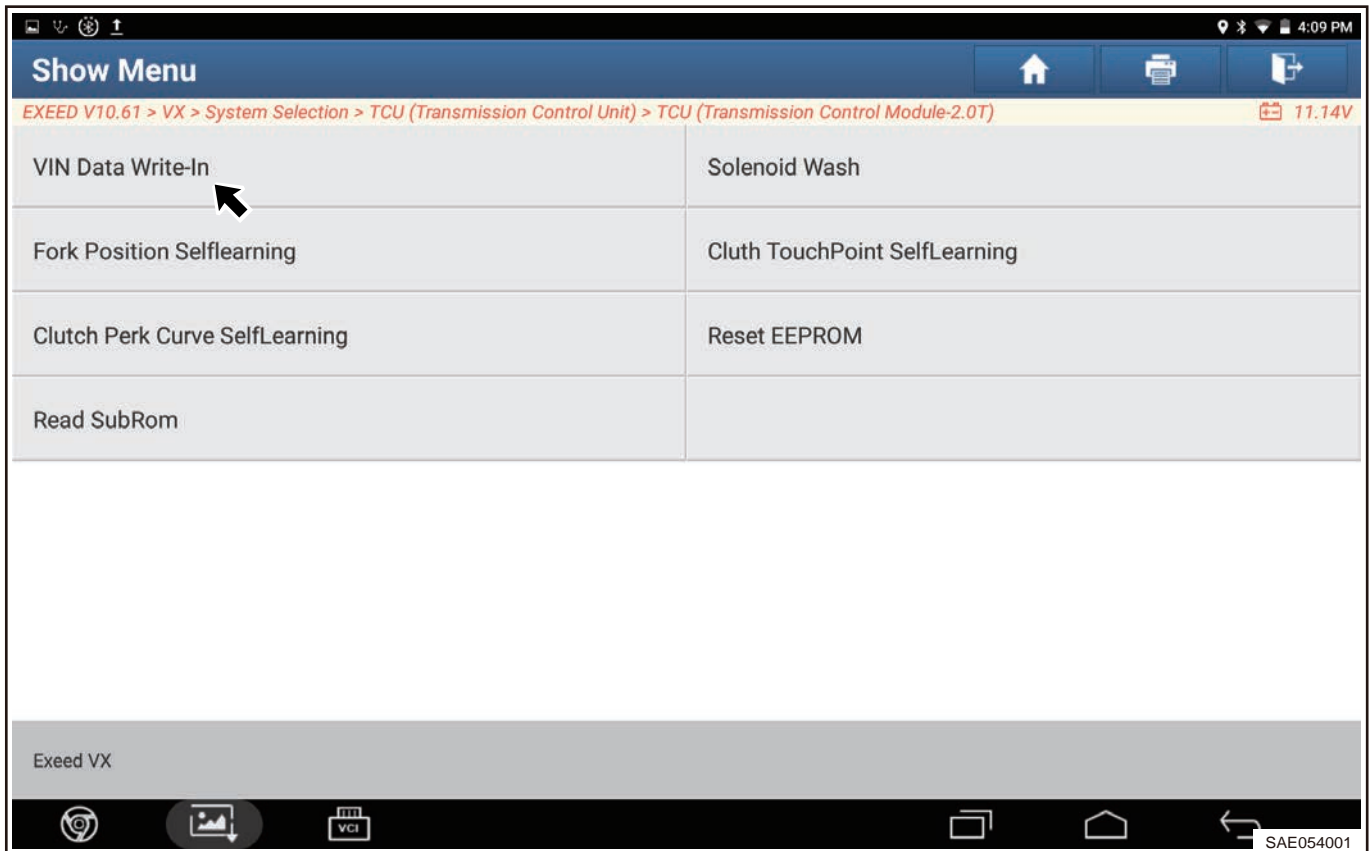 4:09 PM
Show Menu
EXEED V10.61 > VX > System Selection > TCU (Transmission Control Unit) > TCU (Transmission Control Module-2.0T)
11.14V
VIN Data Write-In
Solenoid Wash
Fork Position Selflearning
Cluth TouchPoint SelfLearning
Clutch Perk Curve SelfLearning
Reset EEPROM
Read SubRom
Exeed VX
VCI
SAE054001